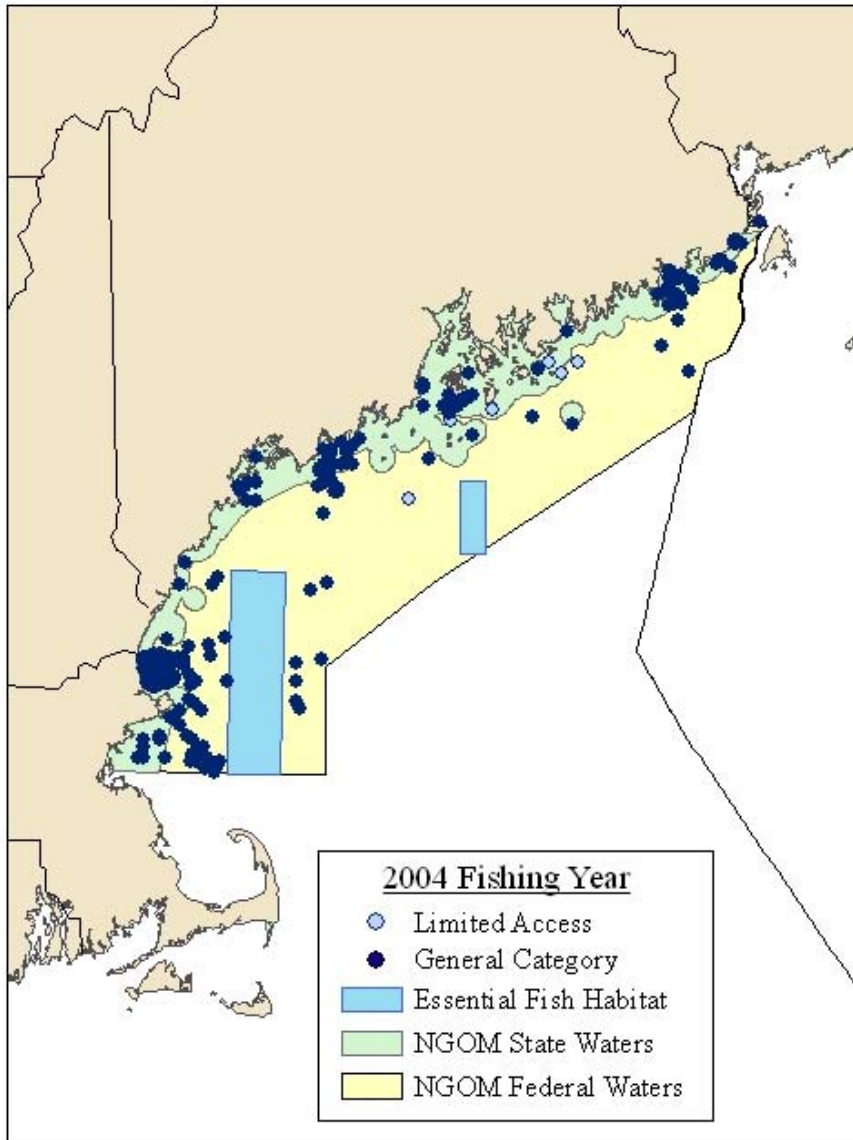 2004 Fishing Year
Limited Access
General Category
Essential Fish Habitat
NGOM State Waters
NGOM Federal Waters